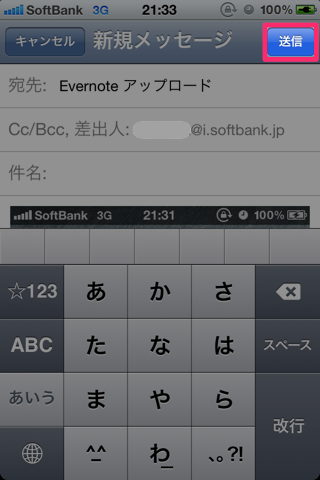 SoftBank 3G 21:33 100%
キャンセル 新規メッセージ 送信
宛先: Evernote アップロード
Cc/Bcc, 差出人: @i.softbank.jp
件名:
SoftBank 3G 21:31 100%
☆123 あ か さ
ABC た な は スペース
あいう ま や ら 改行
^_^ わ_ 、。?!